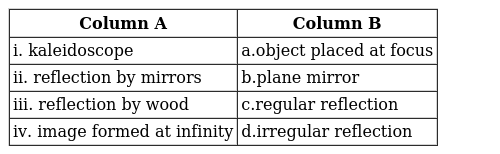 Column A Column B
i. kaleidoscope a.object placed at focus
ii. reflection by mirrors b.plane mirror
iii. reflection by wood c.regular reflection
iv. image formed at infinity d.irregular reflection